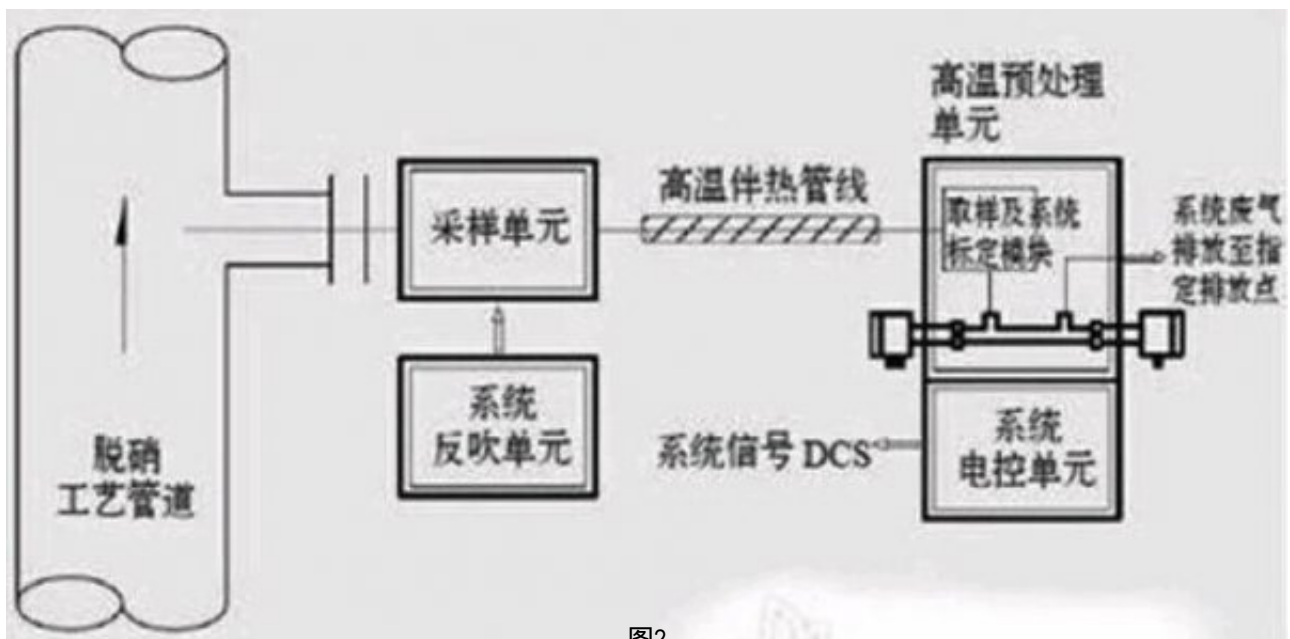 高温预处理
单元
高温伴热管线
采样单元
取样及系统
标定模块
系统废气
排放至指
定排放点
系统
反吹单元
系统信号 DCS
系统
电控单元
脱硝
工艺管道
图2